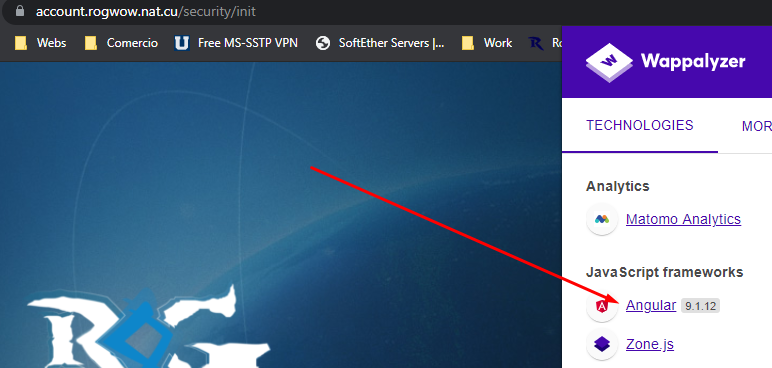 account.rogwow.nat.cu/security/init
Webs Comercio Free MS-SSTP VPN SoftEther Servers |... Work
Wappalyzer
TECHNOLOGIES MOR
Analytics
Matomo Analytics
JavaScript frameworks
Angular 9.1.12
Zone.js
RG